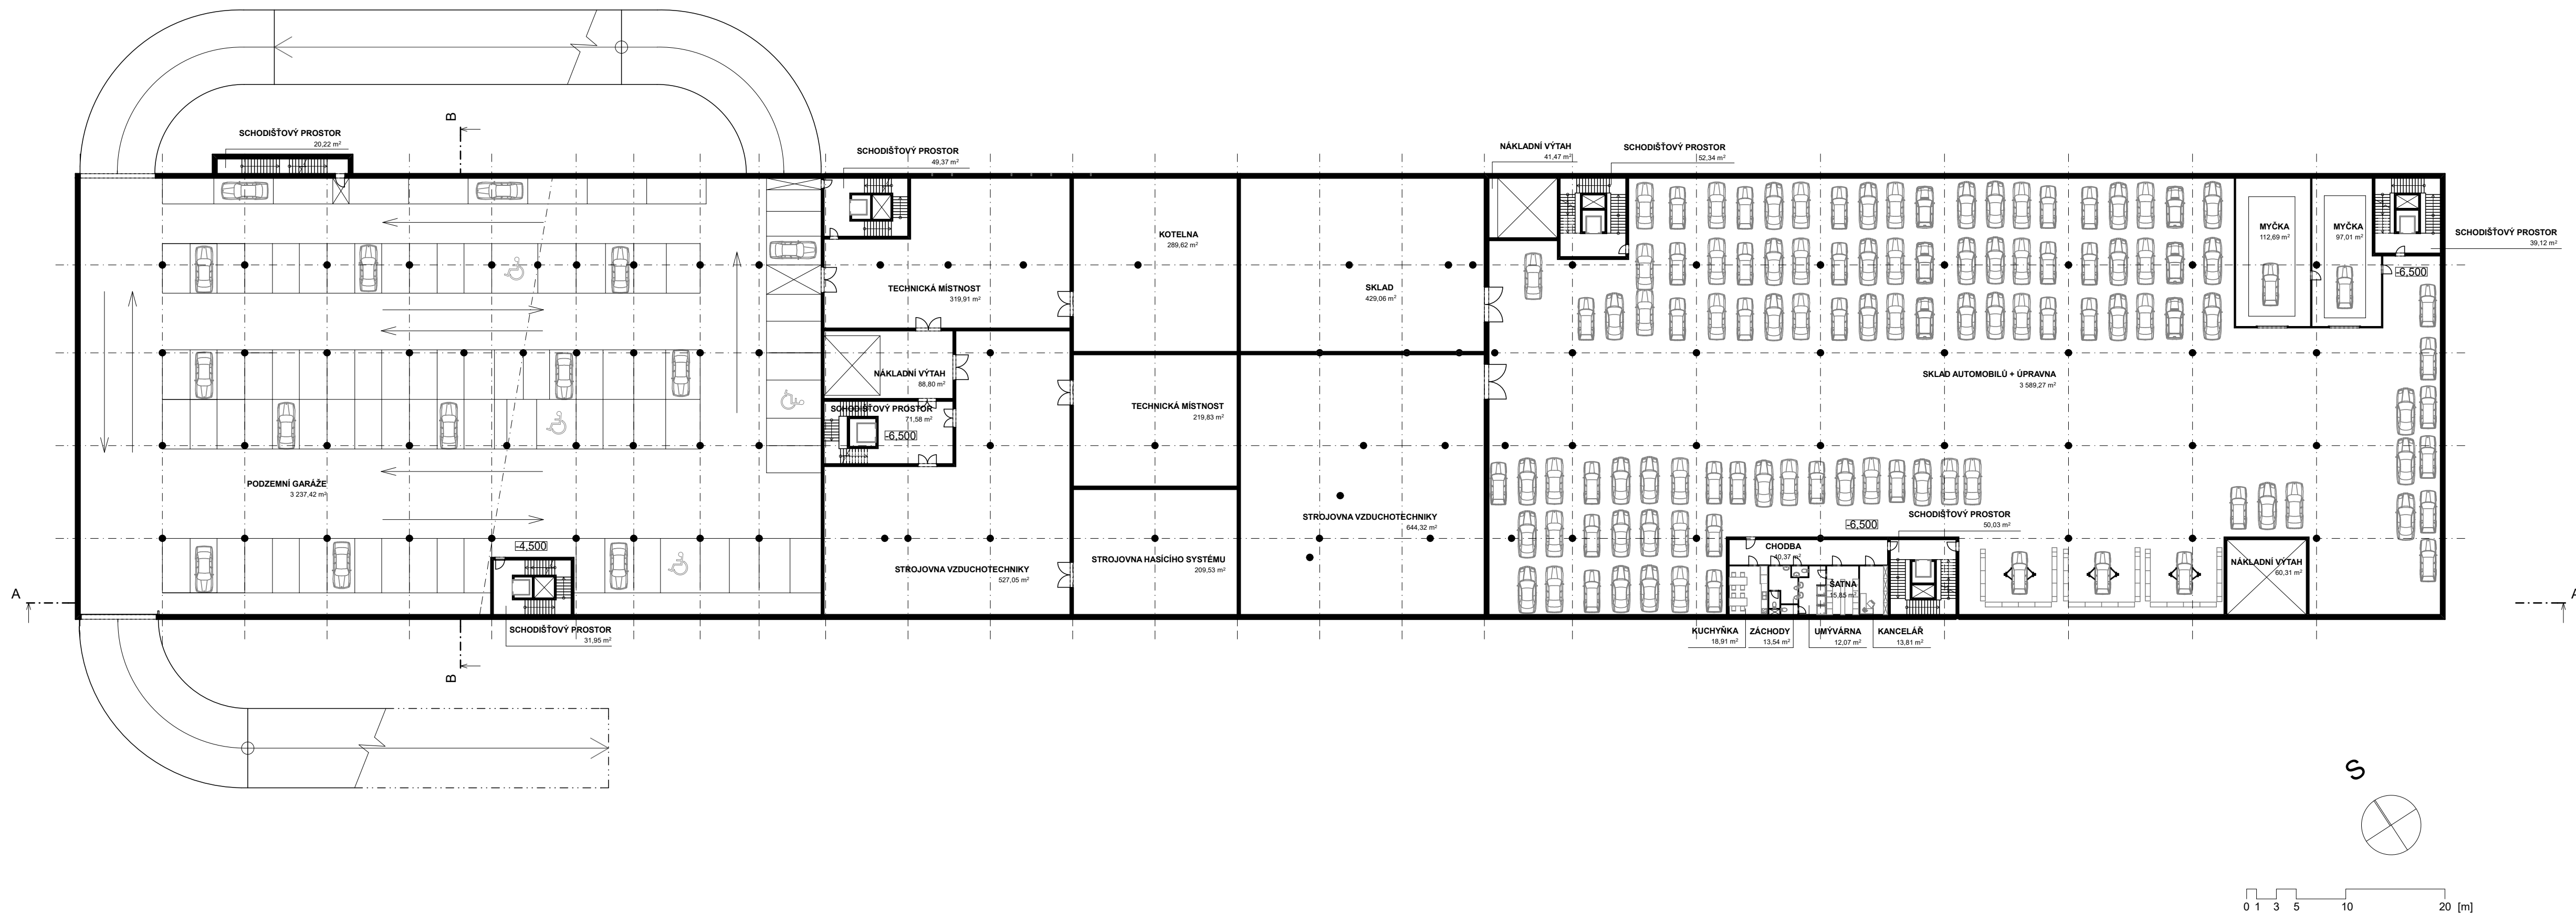 B
SCHODIŠŤOVÝ PROSTOR
20,22 m²
SCHODIŠŤOVÝ PROSTOR
49,37 m²
NÁKLADNÍ VÝTAH
41,47 m²
SCHODIŠŤOVÝ PROSTOR
52,34 m²
KOTELNA
289,62 m²
MYČKA
112,69 m²
MYČKA
97,01 m²
SCHODIŠŤOVÝ PROSTOR
39,12 m²
-6,500
TECHNICKÁ MÍSTNOST
319,91 m²
SKLAD
429,06 m²
NÁKLADNÍ VÝTAH
88,80 m²
SKLAD AUTOMOBILŮ + ÚPRAVNA
3 589,27 m²
SCHODIŠŤOVÝ PROSTOR
71,58 m²
-6,500
TECHNICKÁ MÍSTNOST
219,83 m²
PODZEMNÍ GARÁŽE
3 237,42 m²
STROJOVNA VZDUCHOTECHNIKY
644,32 m²
SCHODIŠŤOVÝ PROSTOR
50,03 m²
-6,500
-4,500
CHODBA
40,37 m²
STROJOVNA HASÍCÍHO SYSTÉMU
209,53 m²
STROJOVNA VZDUCHOTECHNIKY
527,05 m²
NÁKLADNÍ VÝTAH
60,31 m²
ŠATNA
15,85 m²
A
A
SCHODIŠŤOVÝ PROSTOR
31,95 m²
KUCHYŇKA
18,91 m²
ZÁCHODY
13,54 m²
UMÝVÁRNA
12,07 m²
KANCELÁŘ
13,81 m²
B
S
0 1 3 5 10 20 [m]